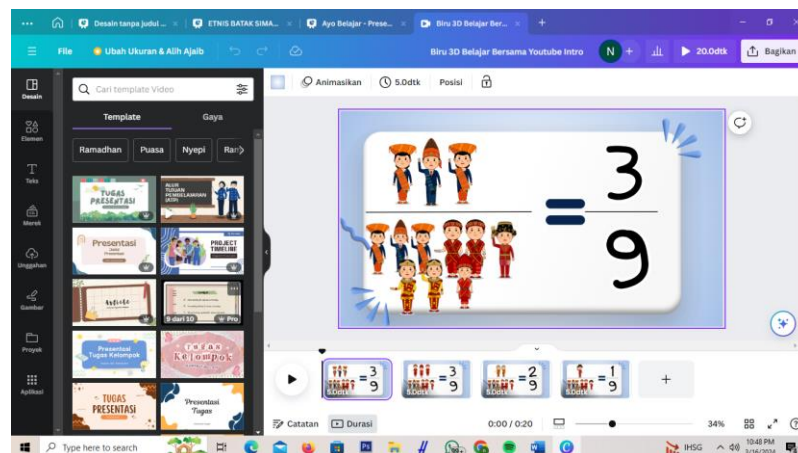 Desain tanpa judul ...
ETNIS BATAK SIMA...
Ayo Belajar - Prese...
Biru 3D Belajar Ber...
File
Ubah Ukuran & Alih Ajaib
Biru 3D Belajar Bersama Youtube Intro
N
20.0dtk
Bagikan
Desain
Elemen
Teks
Merek
Unggahan
Gambar
Proyek
Aplikasi
Cari template Video
Template
Gaya
Ramadhan
Puasa
Nyepi
TUGAS
PRESENTASI
Presentasi
PROJECT
TIMELINE
9 dari 10
Pro
Presentasi
Tugas Kelompok
TUGAS
Kelompok
TUGAS
PRESENTASI
Presentasi
Tugas
Animasikan
5.0dtk
Posisi
3
=
9
5.0dtk
= 3
9
5.0dtk
= 3
9
5.0dtk
= 2
9
5.0dtk
= 1
9
Catatan
Durasi
0:00 / 0:20
34%
Type here to search
99+
IHSG
10:48 PM